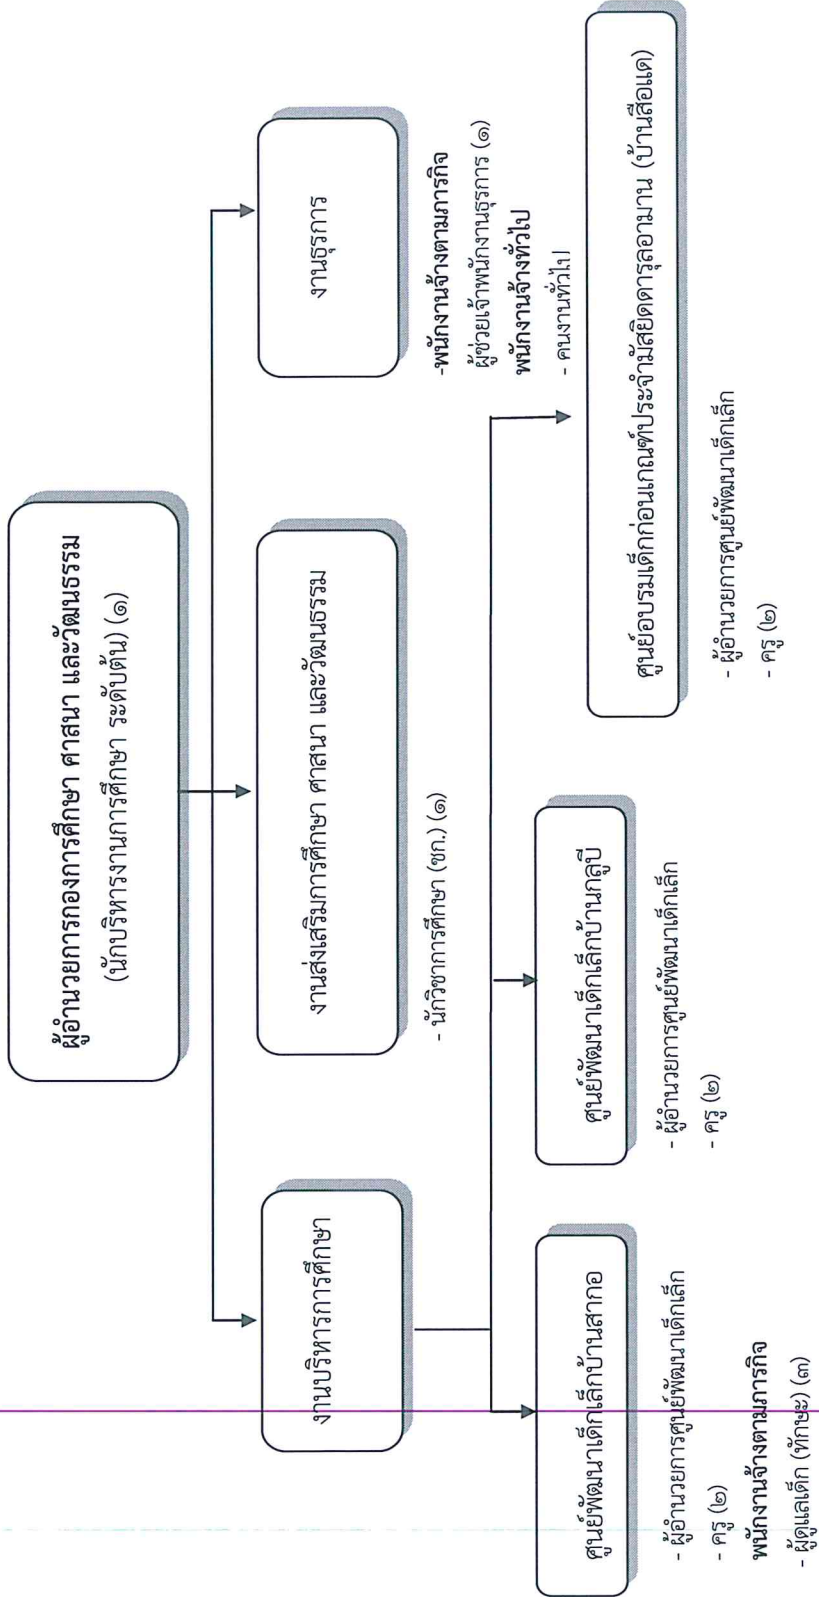 ผู้อำนวยการกองการศึกษา ศาสนา และวัฒนธรรม
(นักบริหารงานการศึกษา ระดับต้น) (๑)
งานบริหารการศึกษา
งานส่งเสริมการศึกษา ศาสนา และวัฒนธรรม
- นักวิชาการศึกษา (ชก.) (๑)
งานธุรการ
-พนักงานจ้างตามภารกิจ
ผู้ช่วยเจ้าพนักงานธุรการ (๑)
พนักงานจ้างทั่วไป
- คนงานทั่วไป
ศูนย์พัฒนาเด็กเล็กบ้านสากอ
- ผู้อำนวยการศูนย์พัฒนาเด็กเล็ก
- ครู (๒)
พนักงานจ้างตามภารกิจ
- ผู้ดูแลเด็ก (ทักษะ) (๓)
ศูนย์พัฒนาเด็กเล็กบ้านกลูบี
- ผู้อำนวยการศูนย์พัฒนาเด็กเล็ก
- ครู (๒)
ศูนย์อบรมเด็กก่อนเกณฑ์ประจำมัสยิดดารุลอามาน (บ้านสือแด)
- ผู้อำนวยการศูนย์พัฒนาเด็กเล็ก
- ครู (๒)